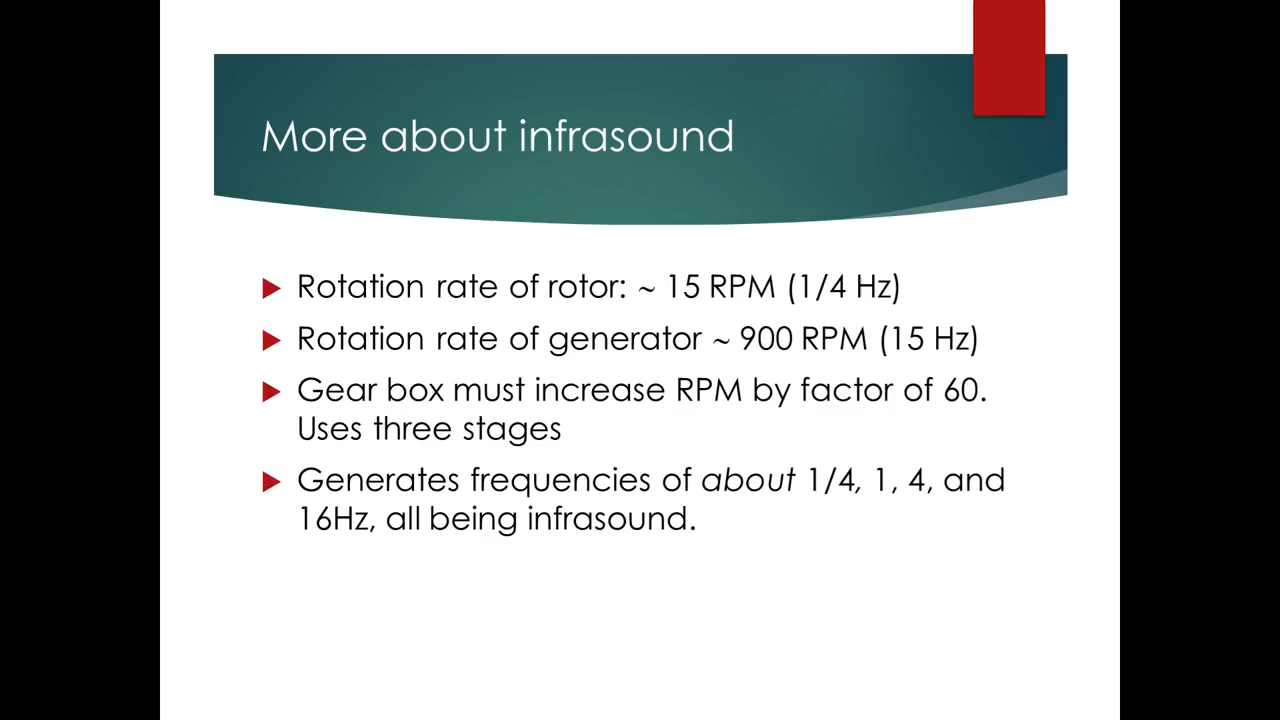 More about infrasound
Rotation rate of rotor: ~ 15 RPM (1/4 Hz)
Rotation rate of generator ~ 900 RPM (15 Hz)
Gear box must increase RPM by factor of 60.
Uses three stages
Generates frequencies of about 1/4, 1, 4, and
16Hz, all being infrasound.